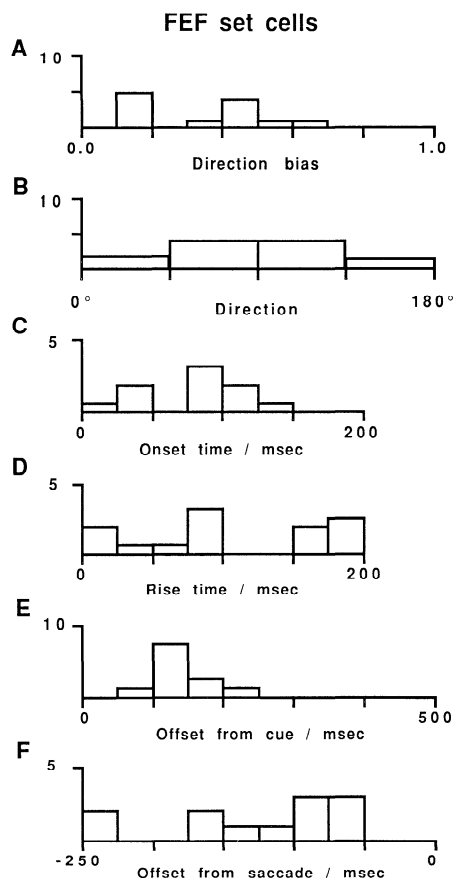 FEF set cells
A
10
0.0
1.0
Direction bias
B
10
0°
180°
Direction
C
5
0
200
Onset time / msec
D
5
0
200
Rise time / msec
E
10
0
500
Offset from cue / msec
F
5
-250
0
Offset from saccade / msec